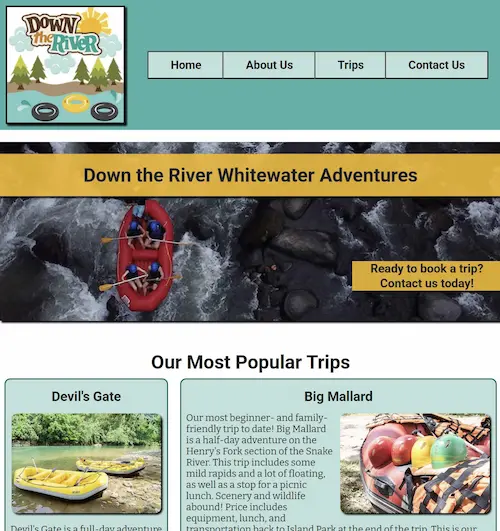 DOWN
the RIVER
Home
About Us
Trips
Contact Us
Down the River Whitewater Adventures
Ready to book a trip?
Contact us today!
Our Most Popular Trips
Devil's Gate
Big Mallard
Our most beginner- and family-
friendly trip to date! Big Mallard
is a half-day adventure on the
Henry's Fork section of the Snake
River. This trip includes some
mild rapids and a lot of floating,
as well as a stop for a picnic
lunch. Scenery and wildlife
abound! Price includes
equipment, lunch, and
transportation back to Island Park at the end of the trip. This is our
Devil's Gate is a full-day adventure